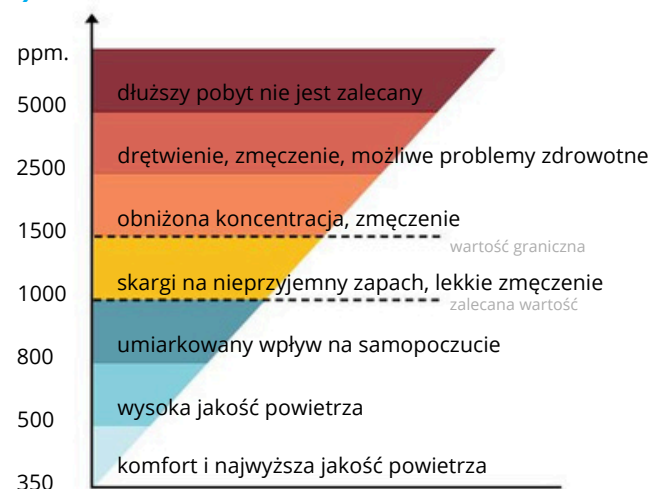 ppm.
dłuższy pobyt nie jest zalecany
5000
drętwienie, zmęczenie, możliwe problemy zdrowotne
2500
obniżona koncentracja, zmęczenie
1500
wartość graniczna
skargi na nieprzyjemny zapach, lekkie zmęczenie
1000
zalecana wartość
umiarkowany wpływ na samopoczucie
800
wysoka jakość powietrza
500
komfort i najwyższa jakość powietrza
350